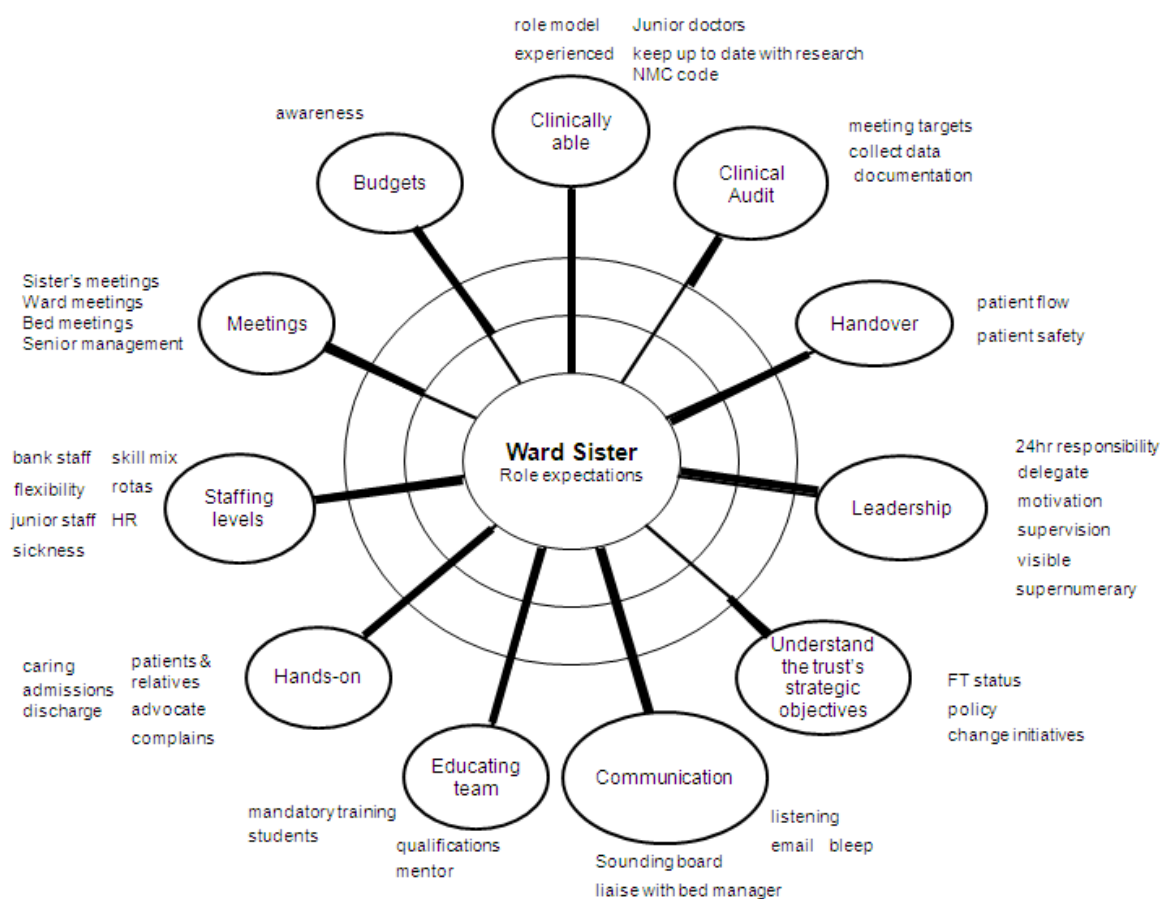 role model Junior doctors
experienced keep up to date with research
NMC code
Clinically
able
awareness
Budgets
meeting targets
collect data
documentation
Clinical
Audit
Sister's meetings
Ward meetings
Bed meetings
Senior management
Meetings
Handover
patient flow
patient safety
Ward Sister
Role expectations
bank staff skill mix
flexibility rotas
junior staff HR
sickness
Staffing
levels
Leadership
24hr responsibility
delegate
motivation
supervision
visible
supernumerary
caring
admissions
discharge
patients &
relatives
advocate
complains
Hands-on
Understand
the trust's
strategic
objectives
FT status
policy
change initiatives
Educating
team
mandatory training
students
qualifications
mentor
Communication
listening
email bleep
Sounding board
liaise with bed manager